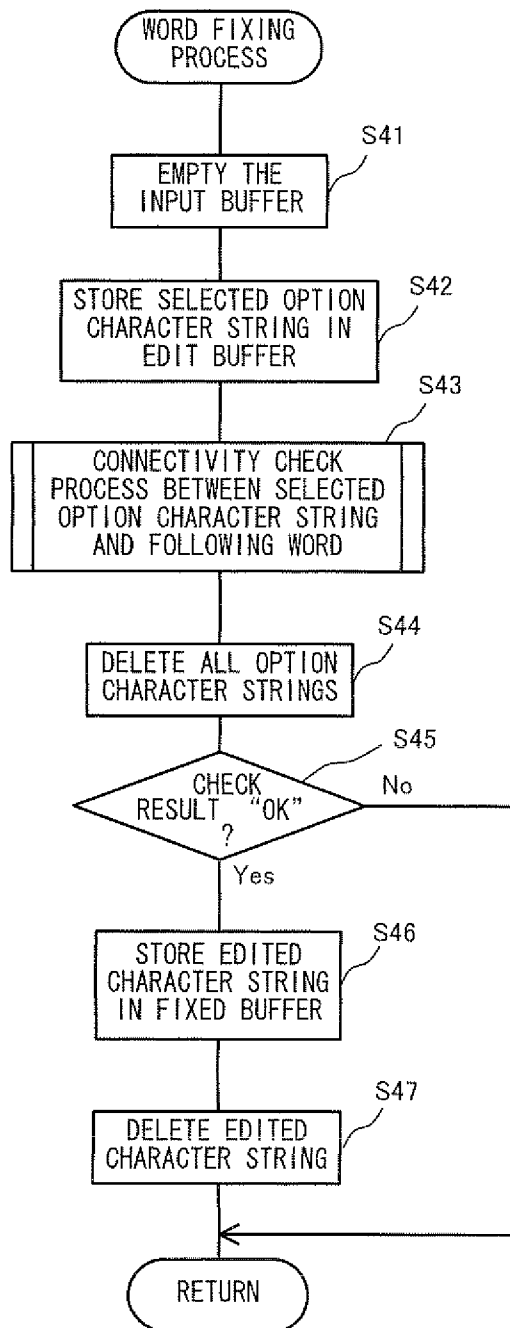 WORD FIXING
PROCESS
S41
EMPTY THE
INPUT BUFFER
S42
STORE SELECTED OPTION
CHARACTER STRING IN
EDIT BUFFER
S43
CONNECTIVITY CHECK
PROCESS BETWEEN SELECTED
OPTION CHARACTER STRING
AND FOLLOWING WORD
S44
DELETE ALL OPTION
CHARACTER STRINGS
S45
CHECK
RESULT "OK"
?
No
Yes
S46
STORE EDITED
CHARACTER STRING
IN FIXED BUFFER
S47
DELETE EDITED
CHARACTER STRING
RETURN